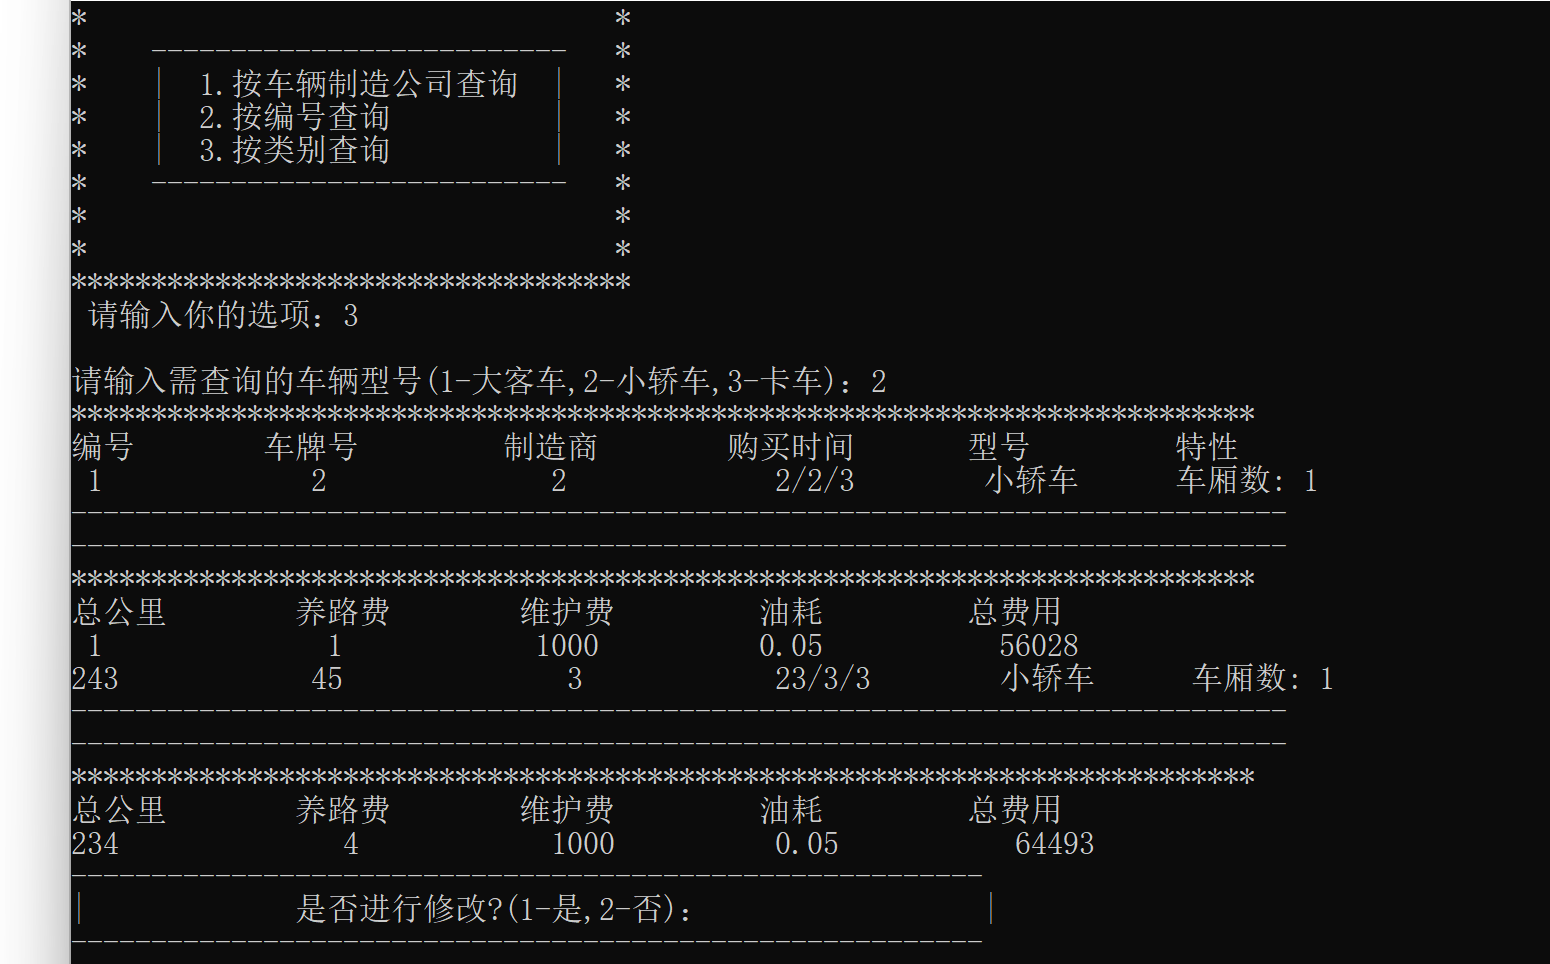 *                                 *
*    --------------------------   *
*    |  1.按车辆制造公司查询  |   *
*    |  2.按编号查询          |   *
*    |  3.按类别查询          |   *
*    --------------------------   *
*                                 *
*                                 *
***********************************
请输入你的选项：3
请输入需查询的车辆型号(1-大客车,2-小轿车,3-卡车)：2
**************************************************************************
编号 车牌号 制造商 购买时间 型号 特性
1 2 2 2/2/3 小轿车 车厢数: 1
----------------------------------------------------------------------------
----------------------------------------------------------------------------
**************************************************************************
总公里 养路费 维护费 油耗 总费用
1 1 1000 0.05 56028
243 45 3 23/3/3 小轿车 车厢数: 1
----------------------------------------------------------------------------
----------------------------------------------------------------------------
**************************************************************************
总公里 养路费 维护费 油耗 总费用
234 4 1000 0.05 64493
---------------------------------------------------------
| 是否进行修改?(1-是,2-否)： |
---------------------------------------------------------